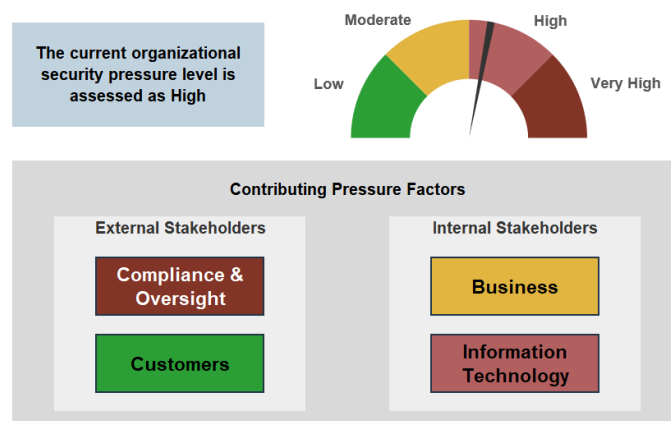 The current organizational
security pressure level is
assessed as High
Moderate
High
Low
Very High
Contributing Pressure Factors
External Stakeholders
Compliance &
Oversight
Customers
Internal Stakeholders
Business
Information
Technology